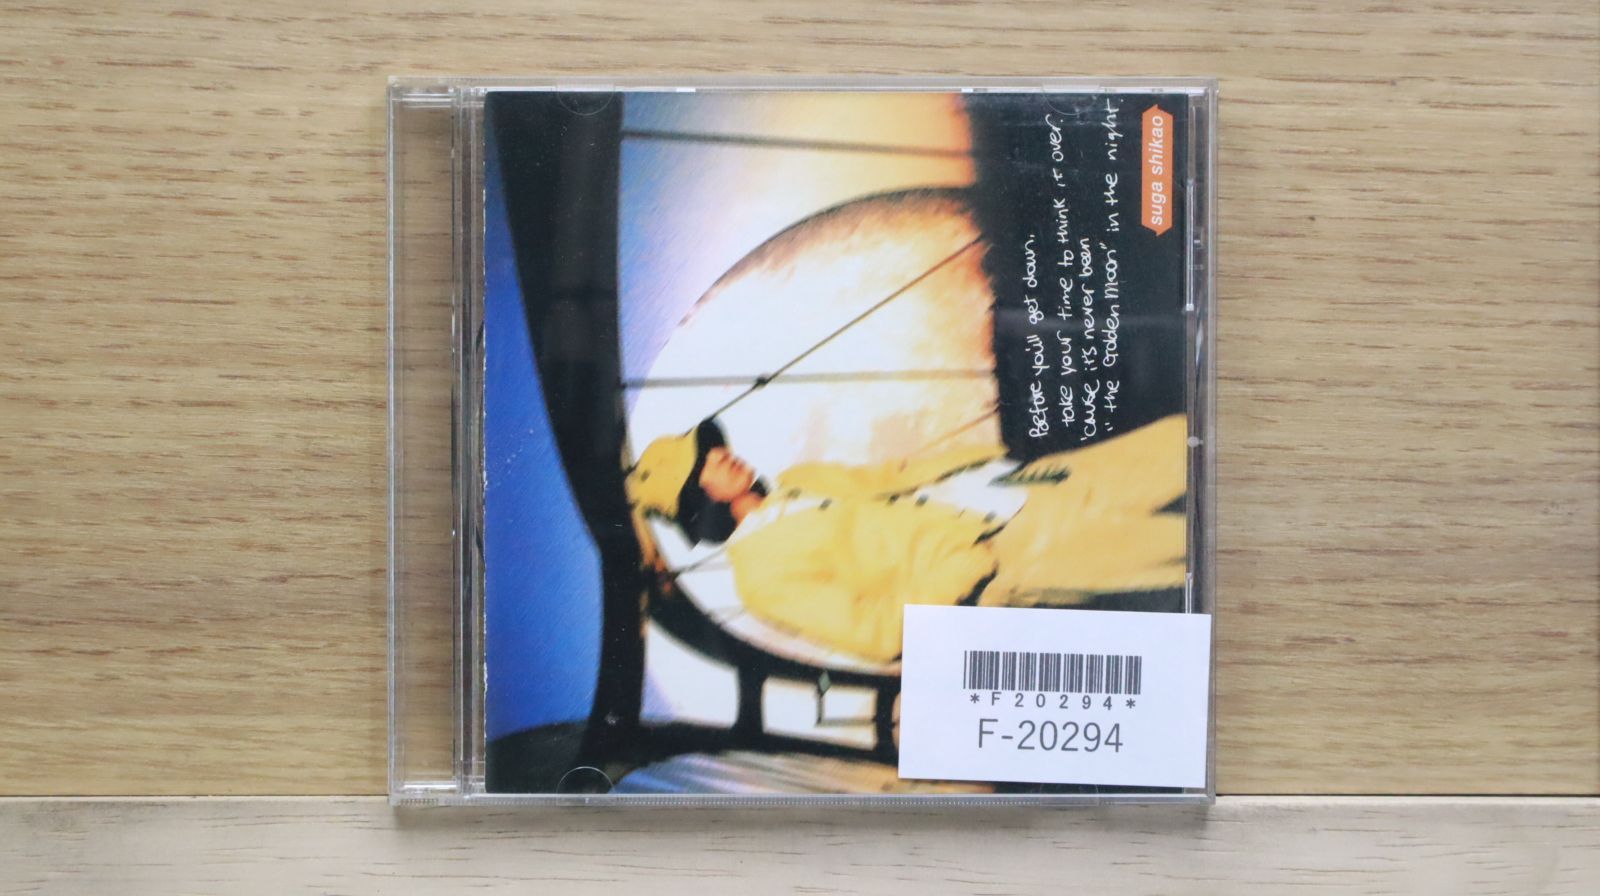 suga shikao
Before you'll get down,
take your time to think it over.
'cause it's never been
"the Golden Moon" in the night.
*F20294*
F-20294